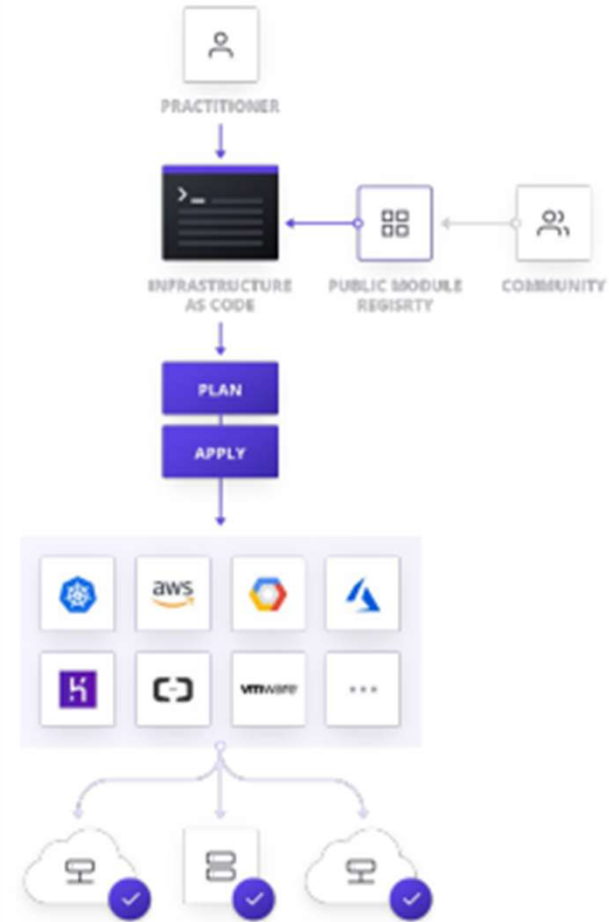 PRACTITIONER
INFRASTRUCTURE
AS CODE
PUBLIC MODULE
REGISRTY
COMMUNITY
PLAN
APPLY
aws
vmware